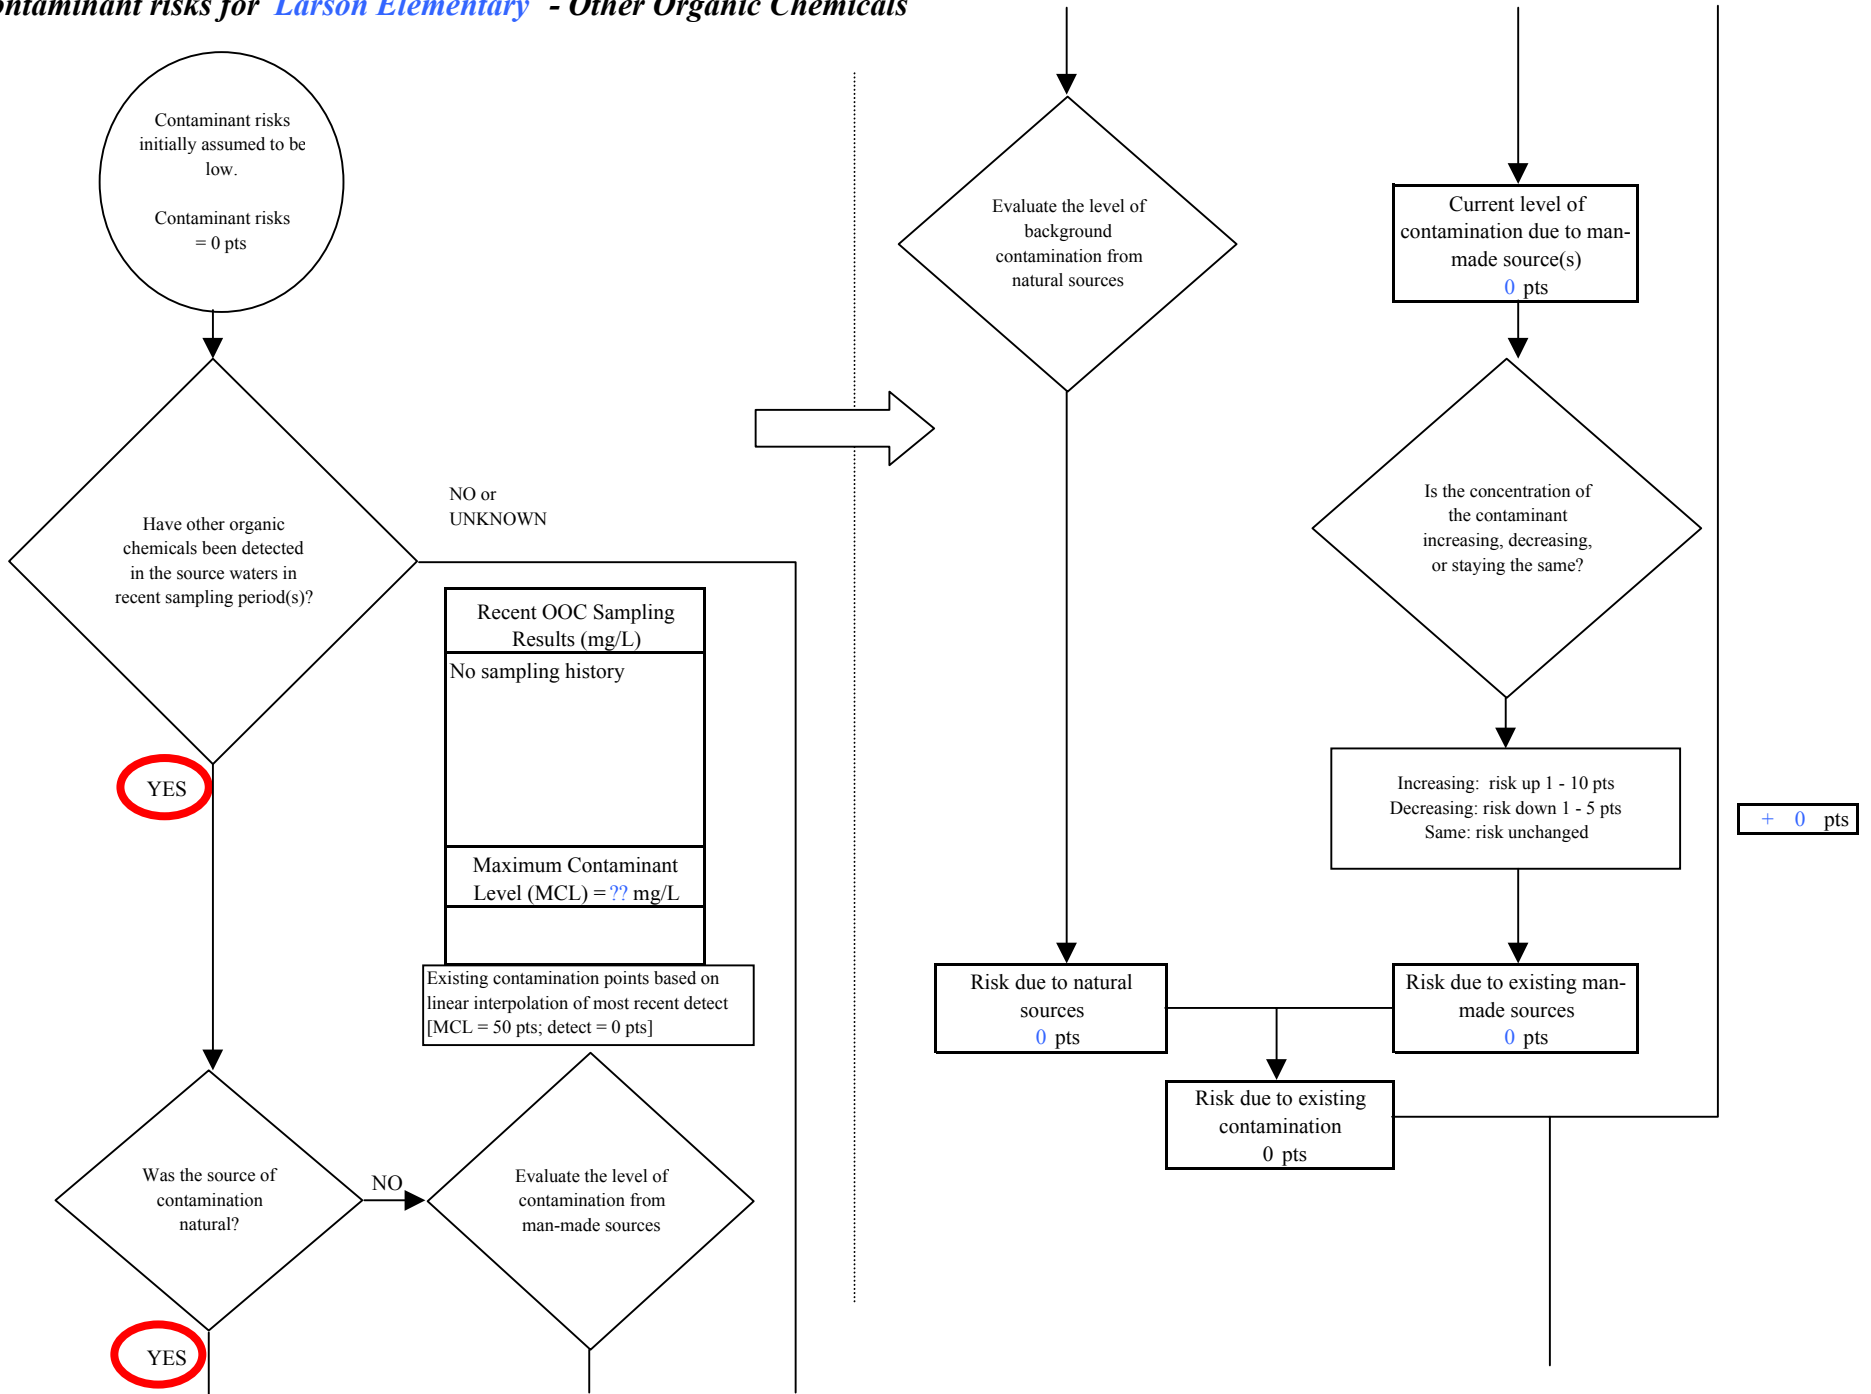 ontaminant risks for Larson Elementary - Other Organic Chemicals
Contaminant risks
initially assumed to be
low.
Contaminant risks
= 0 pts
Have other organic
chemicals been detected
in the source waters in
recent sampling period(s)?
NO or
UNKNOWN
YES
Recent OOC Sampling
Results (mg/L)
No sampling history
Maximum Contaminant
Level (MCL) = ?? mg/L
Existing contamination points based on
linear interpolation of most recent detect
[MCL = 50 pts; detect = 0 pts]
Was the source of
contamination
natural?
NO
YES
Evaluate the level of
contamination from
man-made sources
Evaluate the level of
background
contamination from
natural sources
Current level of
contamination due to man-
made source(s)
0 pts
Is the concentration of
the contaminant
increasing, decreasing,
or staying the same?
Increasing: risk up 1 - 10 pts
Decreasing: risk down 1 - 5 pts
Same: risk unchanged
+ 0 pts
Risk due to natural
sources
0 pts
Risk due to existing man-
made sources
0 pts
Risk due to existing
contamination
0 pts